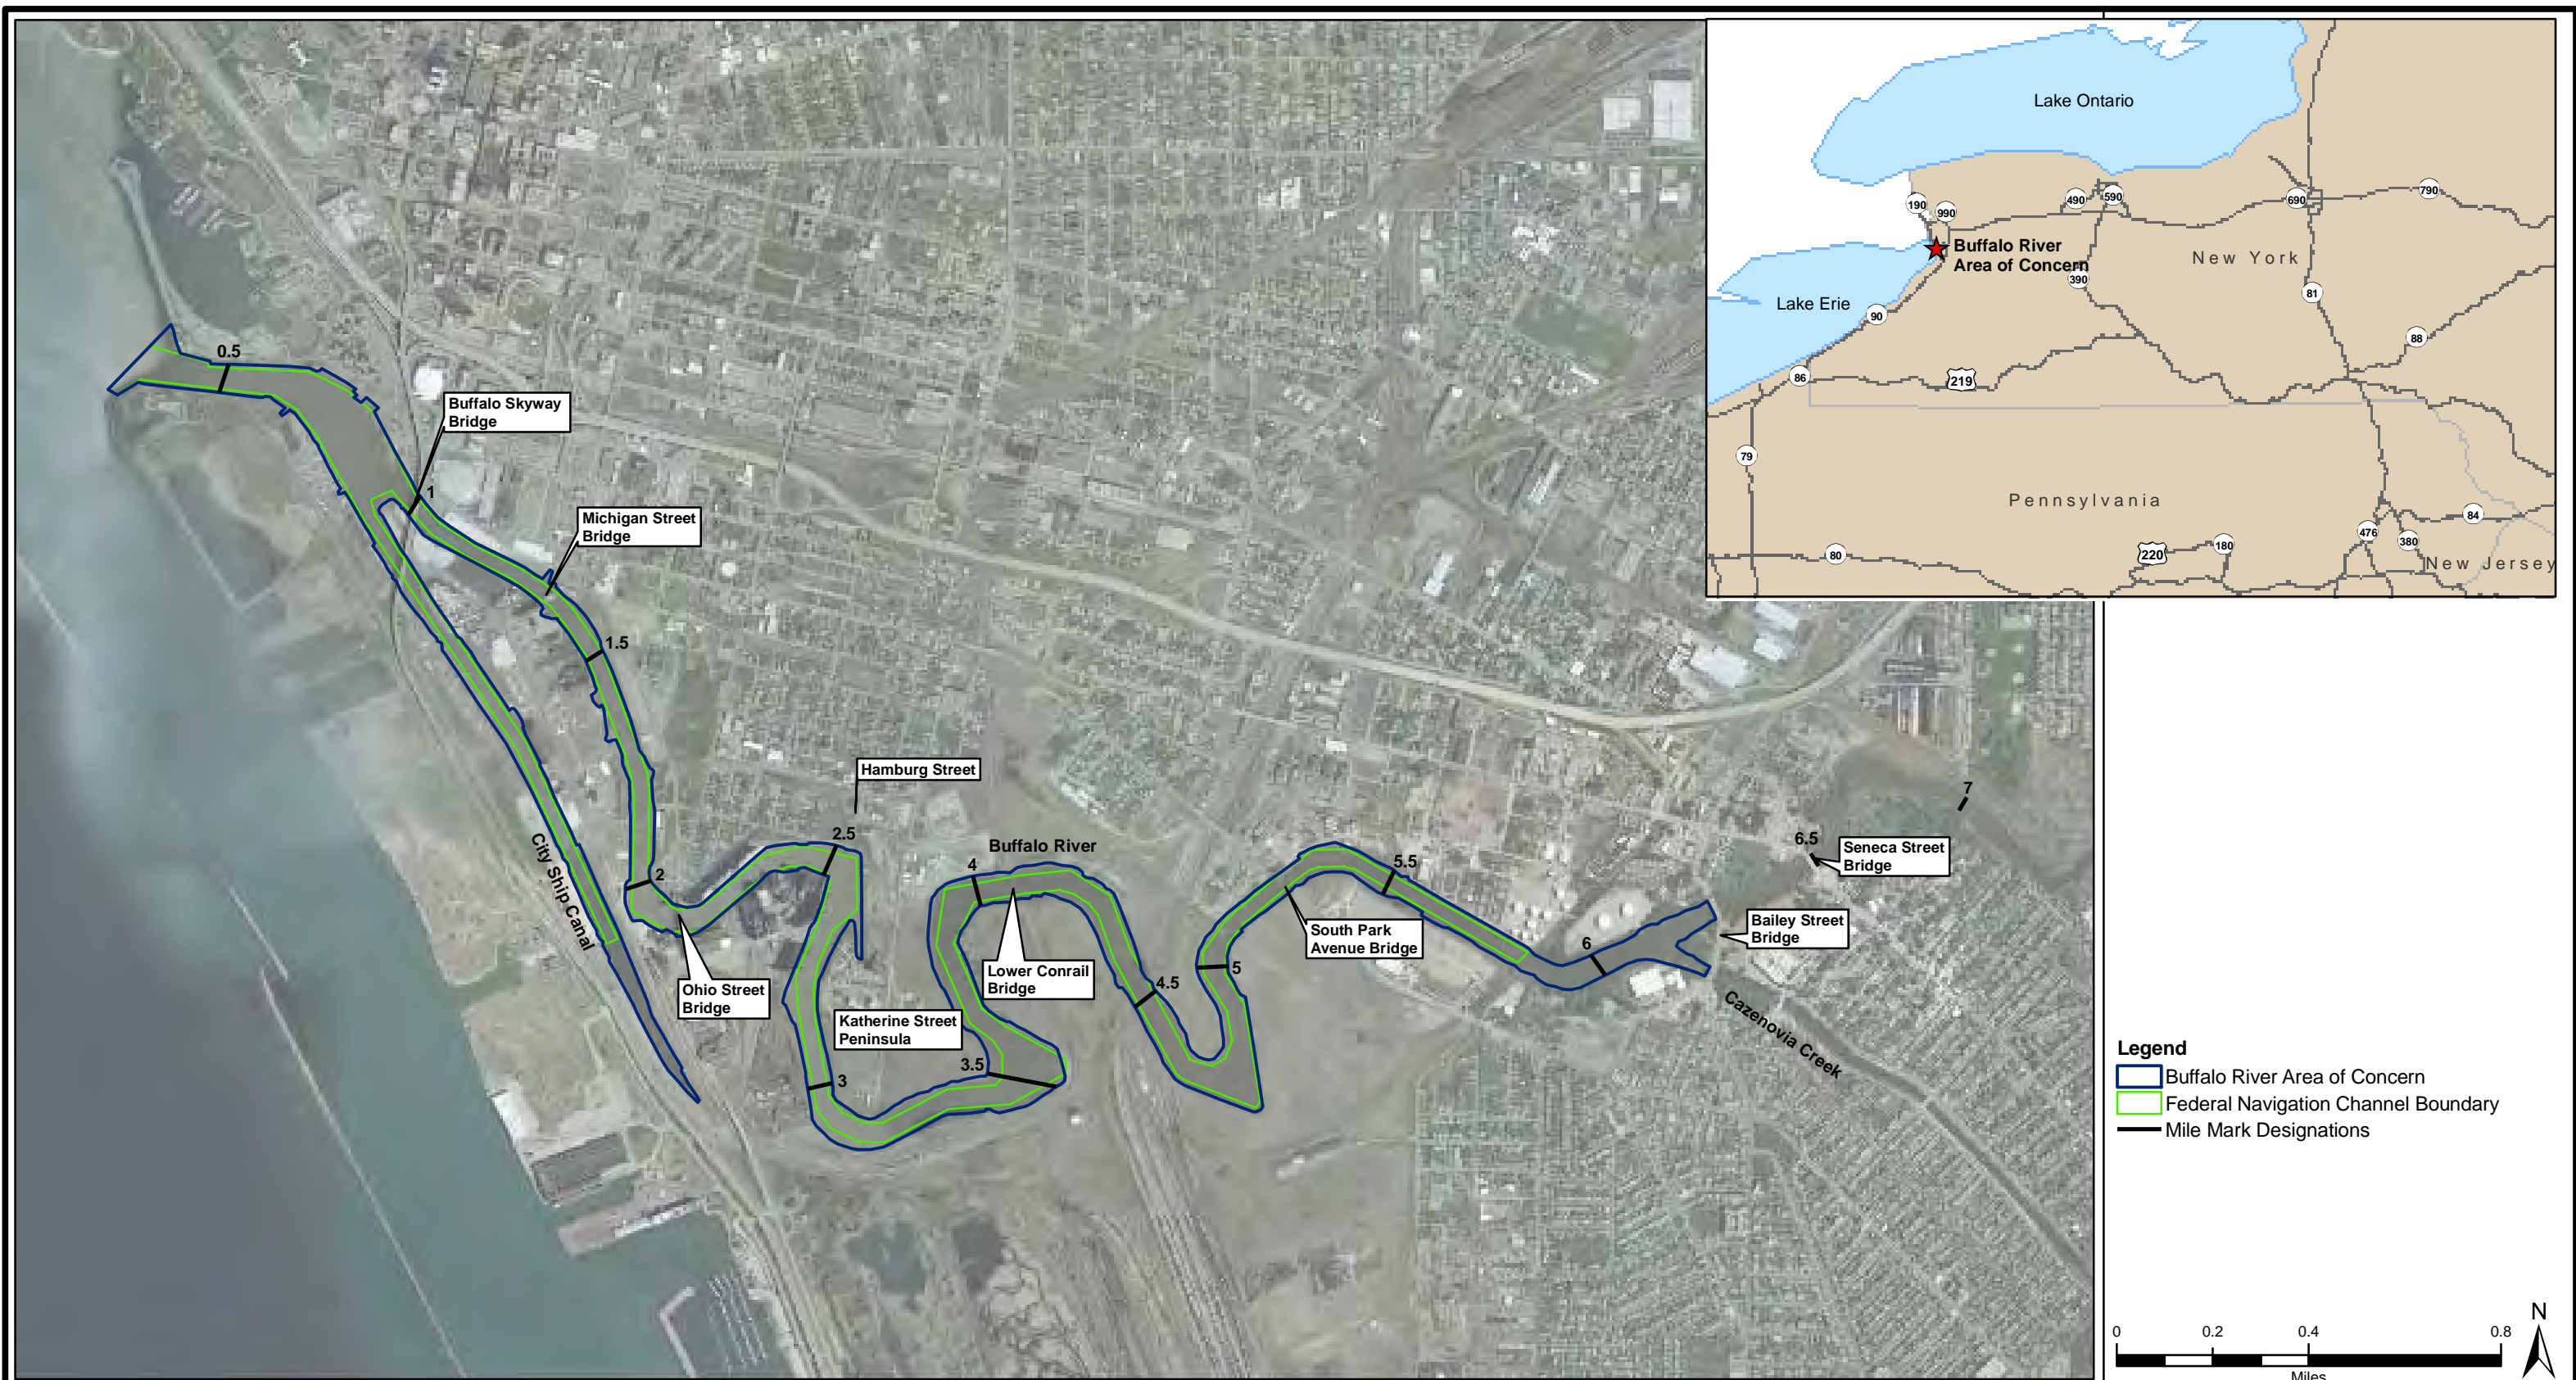 0.5
Buffalo Skyway
Bridge
1
Michigan Street
Bridge
1.5
Hamburg Street
2.5
2
City Ship Canal
Ohio Street
Bridge
Buffalo River
4
Lower Conrail
Bridge
Katherine Street
Peninsula
3.5
3
4.5
5
5.5
South Park
Avenue Bridge
6
6.5
7
Seneca Street
Bridge
Bailey Street
Bridge
Cazenovia Creek
Lake Ontario
190
990
490
590
690
790
Buffalo River
Area of Concern
390
New York
81
Lake Erie
90
88
86
219
79
Pennsylvania
84
476
380
80
220
180
New Jersey
Legend
Buffalo River Area of Concern
Federal Navigation Channel Boundary
Mile Mark Designations
N
0 0.2 0.4 0.8
Miles